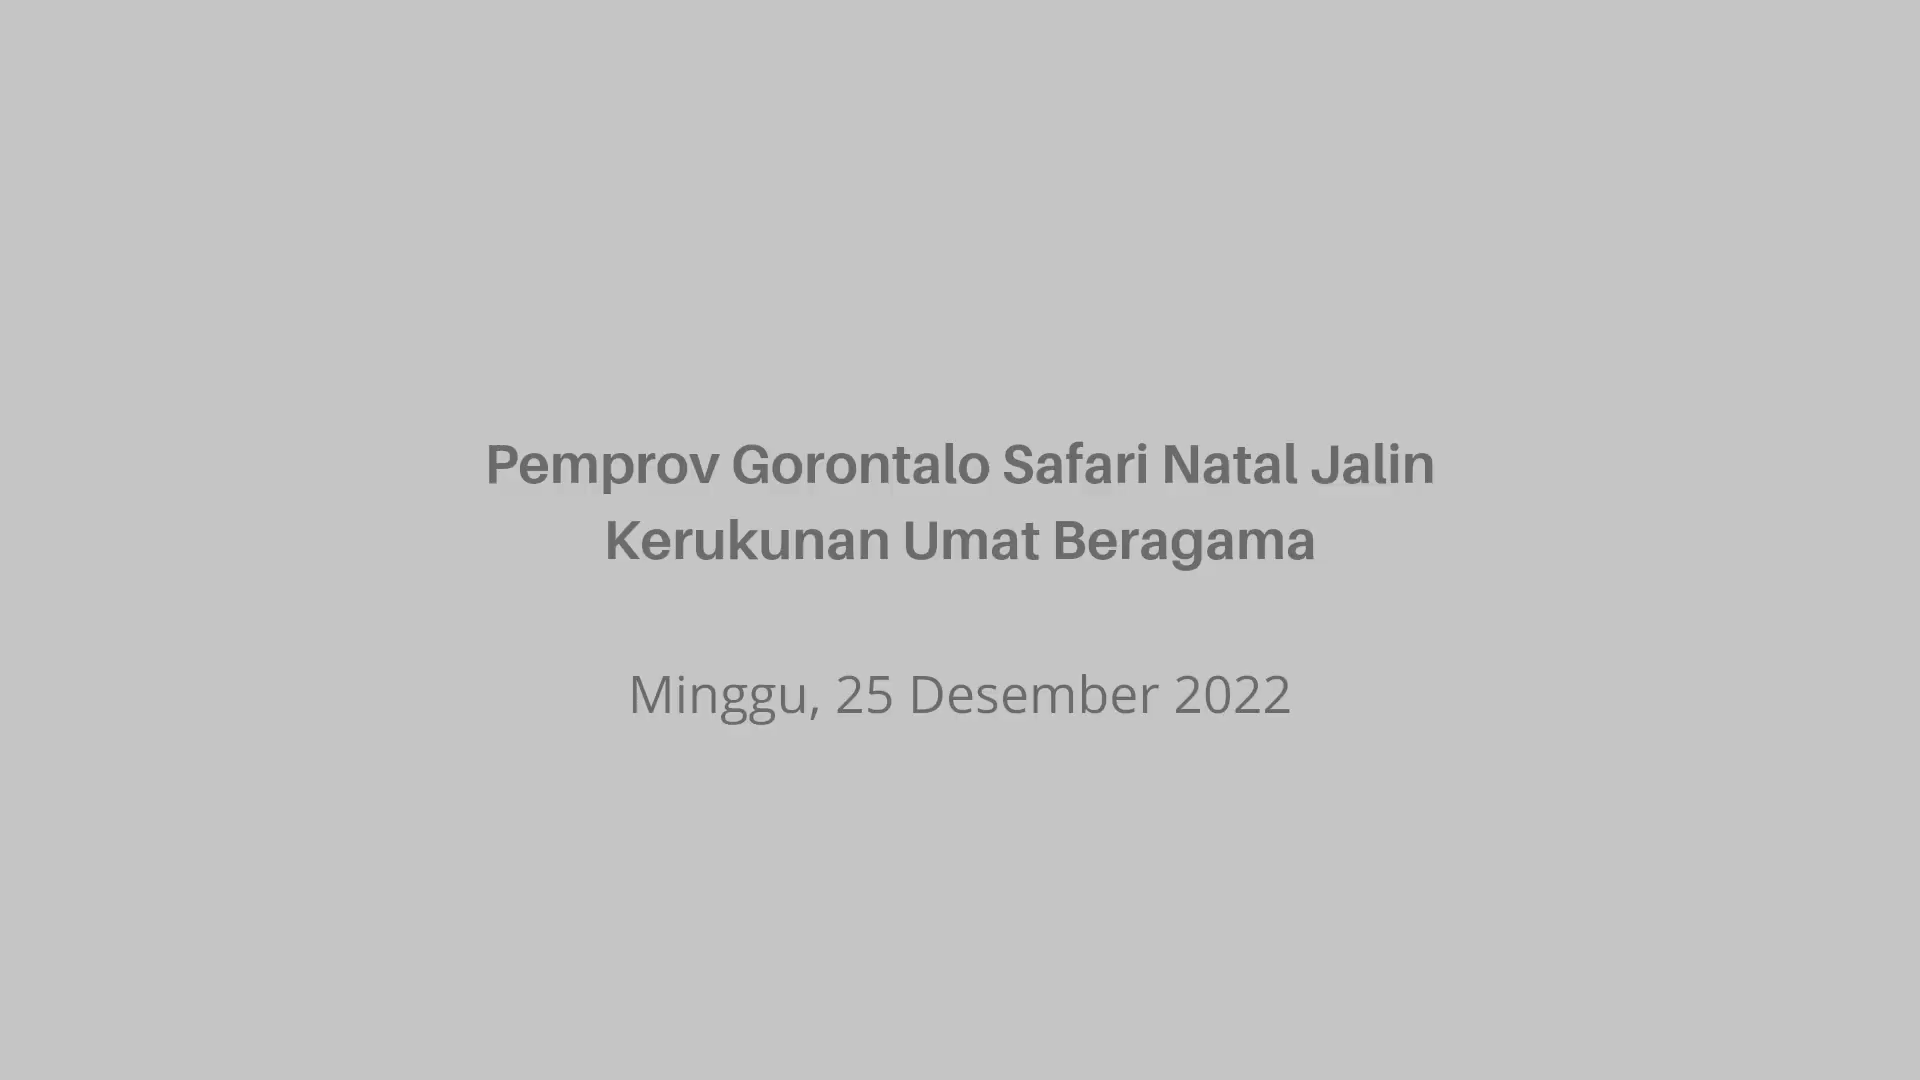 Pemprov Gorontalo Safari Natal Jalin
Kerukunan Umat Beragama
Minggu, 25 Desember 2022